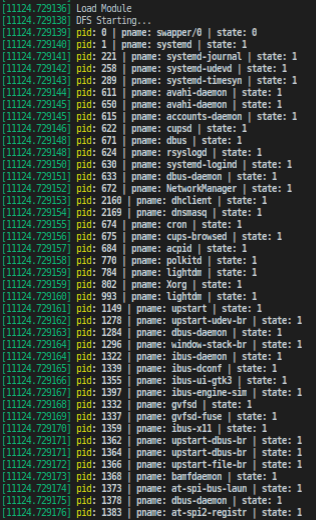 [11124.729136] Load Module
[11124.729138] DFS Starting...
[11124.729139] pid: 0 | pname: swapper/0 | state: 0
[11124.729140] pid: 1 | pname: systemd | state: 1
[11124.729141] pid: 221 | pname: systemd-journal | state: 1
[11124.729142] pid: 258 | pname: systemd-udevd | state: 1
[11124.729143] pid: 289 | pname: systemd-timesyn | state: 1
[11124.729144] pid: 611 | pname: avahi-daemon | state: 1
[11124.729145] pid: 650 | pname: avahi-daemon | state: 1
[11124.729145] pid: 615 | pname: accounts-daemon | state: 1
[11124.729146] pid: 622 | pname: cupsd | state: 1
[11124.729148] pid: 671 | pname: dbus | state: 1
[11124.729148] pid: 624 | pname: rsyslogd | state: 1
[11124.729150] pid: 630 | pname: systemd-logind | state: 1
[11124.729151] pid: 633 | pname: dbus-daemon | state: 1
[11124.729152] pid: 672 | pname: NetworkManager | state: 1
[11124.729153] pid: 2160 | pname: dhclient | state: 1
[11124.729154] pid: 2169 | pname: dnsmasq | state: 1
[11124.729155] pid: 674 | pname: cron | state: 1
[11124.729156] pid: 675 | pname: cups-browsed | state: 1
[11124.729157] pid: 684 | pname: acpid | state: 1
[11124.729158] pid: 770 | pname: polkitd | state: 1
[11124.729159] pid: 784 | pname: lightdm | state: 1
[11124.729159] pid: 802 | pname: Xorg | state: 1
[11124.729160] pid: 993 | pname: lightdm | state: 1
[11124.729161] pid: 1149 | pname: upstart | state: 1
[11124.729162] pid: 1278 | pname: upstart-udev-br | state: 1
[11124.729163] pid: 1284 | pname: dbus-daemon | state: 1
[11124.729164] pid: 1296 | pname: window-stack-br | state: 1
[11124.729164] pid: 1322 | pname: ibus-daemon | state: 1
[11124.729165] pid: 1339 | pname: ibus-dconf | state: 1
[11124.729166] pid: 1355 | pname: ibus-ui-gtk3 | state: 1
[11124.729167] pid: 1397 | pname: ibus-engine-sim | state: 1
[11124.729168] pid: 1332 | pname: gvfsd | state: 1
[11124.729169] pid: 1337 | pname: gvfsd-fuse | state: 1
[11124.729170] pid: 1359 | pname: ibus-x11 | state: 1
[11124.729171] pid: 1362 | pname: upstart-dbus-br | state: 1
[11124.729171] pid: 1364 | pname: upstart-dbus-br | state: 1
[11124.729172] pid: 1366 | pname: upstart-file-br | state: 1
[11124.729173] pid: 1368 | pname: bamfdaemon | state: 1
[11124.729174] pid: 1373 | pname: at-spi-bus-laun | state: 1
[11124.729175] pid: 1378 | pname: dbus-daemon | state: 1
[11124.729176] pid: 1383 | pname: at-spi2-registr | state: 1